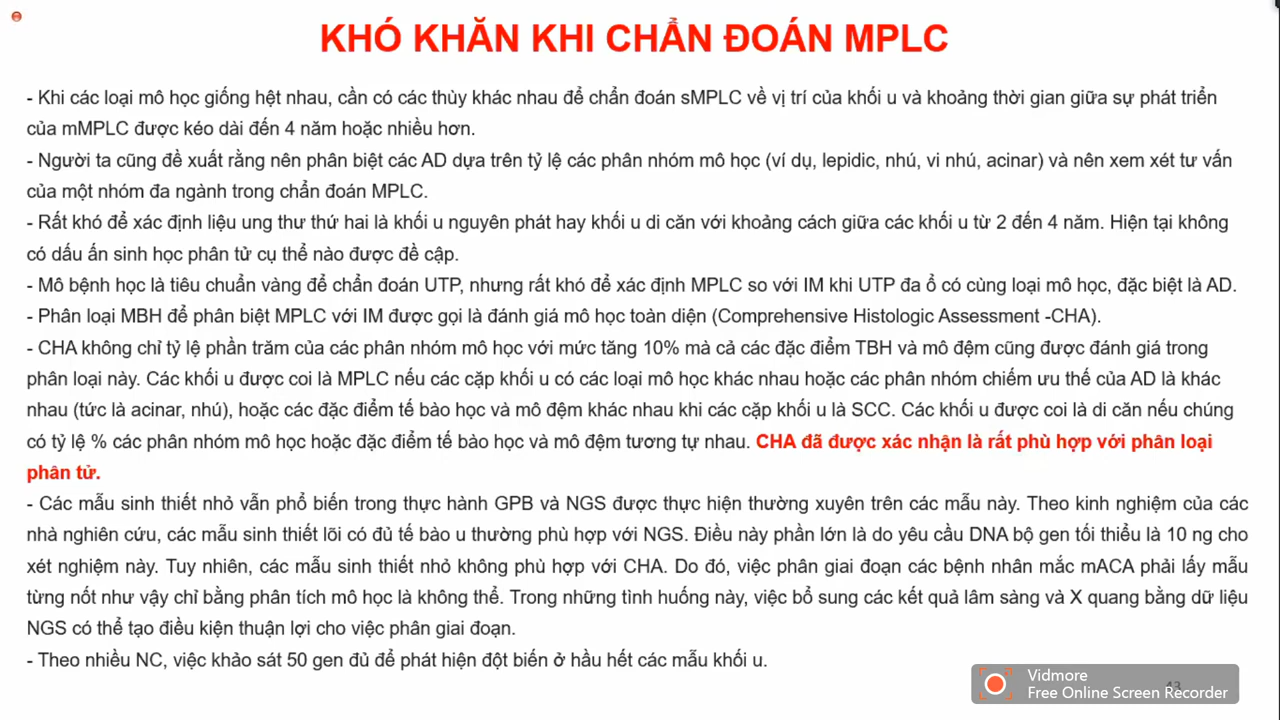 KHÓ KHĂN KHI CHẨN ĐOÁN MPLC
- Khi các loại mô học giống hệt nhau, cần có các thùy khác nhau để chẩn đoán sMPLC về vị trí của khối u và khoảng thời gian giữa sự phát triển
của mMPLC được kéo dài đến 4 năm hoặc nhiều hơn.
- Người ta cũng đề xuất rằng nên phân biệt các AD dựa trên tỷ lệ các phân nhóm mô học (ví dụ, lepidic, nhú, vi nhú, acinar) và nên xem xét tư vấn
của một nhóm đa ngành trong chẩn đoán MPLC.
- Rất khó để xác định liệu ung thư thứ hai là khối u nguyên phát hay khối u di căn với khoảng cách giữa các khối u từ 2 đến 4 năm. Hiện tại không
có dấu ấn sinh học phân tử cụ thể nào được đề cập.
- Mô bệnh học là tiêu chuẩn vàng để chẩn đoán UTP, nhưng rất khó để xác định MPLC so với IM khi UTP đa ổ có cùng loại mô học, đặc biệt là AD.
- Phân loại MBH để phân biệt MPLC với IM được gọi là đánh giá mô học toàn diện (Comprehensive Histologic Assessment -CHA).
- CHA không chỉ tỷ lệ phần trăm của các phân nhóm mô học với mức tăng 10% mà cả các đặc điểm TBH và mô đệm cũng được đánh giá trong
phân loại này. Các khối u được coi là MPLC nếu các cặp khối u có các loại mô học khác nhau hoặc các phân nhóm chiếm ưu thế của AD là khác
nhau (tức là acinar, nhú), hoặc các đặc điểm tế bào học và mô đệm khác nhau khi các cặp khối u là SCC. Các khối u được coi là di căn nếu chúng
có tỷ lệ % các phân nhóm mô học hoặc đặc điểm tế bào học và mô đệm tương tự nhau. CHA đã được xác nhận là rất phù hợp với phân loại
phân tử.
- Các mẫu sinh thiết nhỏ vẫn phổ biến trong thực hành GPB và NGS được thực hiện thường xuyên trên các mẫu này. Theo kinh nghiệm của các
nhà nghiên cứu, các mẫu sinh thiết lõi có đủ tế bào u thường phù hợp với NGS. Điều này phần lớn là do yêu cầu DNA bộ gen tối thiểu là 10 ng cho
xét nghiệm này. Tuy nhiên, các mẫu sinh thiết nhỏ không phù hợp với CHA. Do đó, việc phân giai đoạn các bệnh nhân mắc mACA phải lấy mẫu
từng nốt như vậy chỉ bằng phân tích mô học là không thể. Trong những tình huống này, việc bổ sung các kết quả lâm sàng và X quang bằng dữ liệu
NGS có thể tạo điều kiện thuận lợi cho việc phân giai đoạn.
- Theo nhiều NC, việc khảo sát 50 gen đủ để phát hiện đột biến ở hầu hết các mẫu khối u.
Vidmore
43
Free Online Screen Recorder